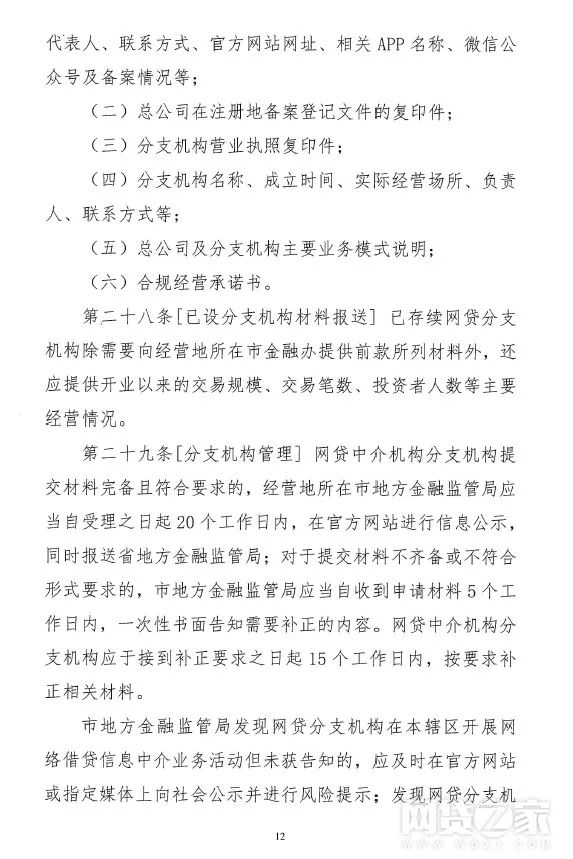 代表人、联系方式、官方网站网址、相关 APP 名称、微信公
众号及备案情况等；
（二）总公司在注册地备案登记文件的复印件；
（三）分支机构营业执照复印件；
（四）分支机构名称、成立时间、实际经营场所、负责
人、联系方式等；
（五）总公司及分支机构主要业务模式说明；
（六）合规经营承诺书。
第二十八条[已设分支机构材料报送] 已存续网贷分支
机构除需要向经营地所在市金融办提供前款所列材料外，还
应提供开业以来的交易规模、交易笔数、投资者人数等主要
经营情况。
第二十九条[分支机构管理] 网贷中介机构分支机构提
交材料完备且符合要求的，经营地所在市地方金融监管局应
当自受理之日起 20 个工作日内，在官方网站进行信息公示，
同时报送省地方金融监管局；对于提交材料不齐备或不符合
形式要求的，市地方金融监管局应当自收到申请材料 5 个工
作日内，一次性书面告知需要补正的内容。网贷中介机构分
支机构应于接到补正要求之日起 15 个工作日内，按要求补
正相关材料。
市地方金融监管局发现网贷分支机构在本辖区开展网
络借贷信息中介业务活动但未获告知的，应及时在官方网站
或指定媒体上向社会公示并进行风险提示；发现网贷分支机
12
网贷之家
WWW.WDZJ.COM